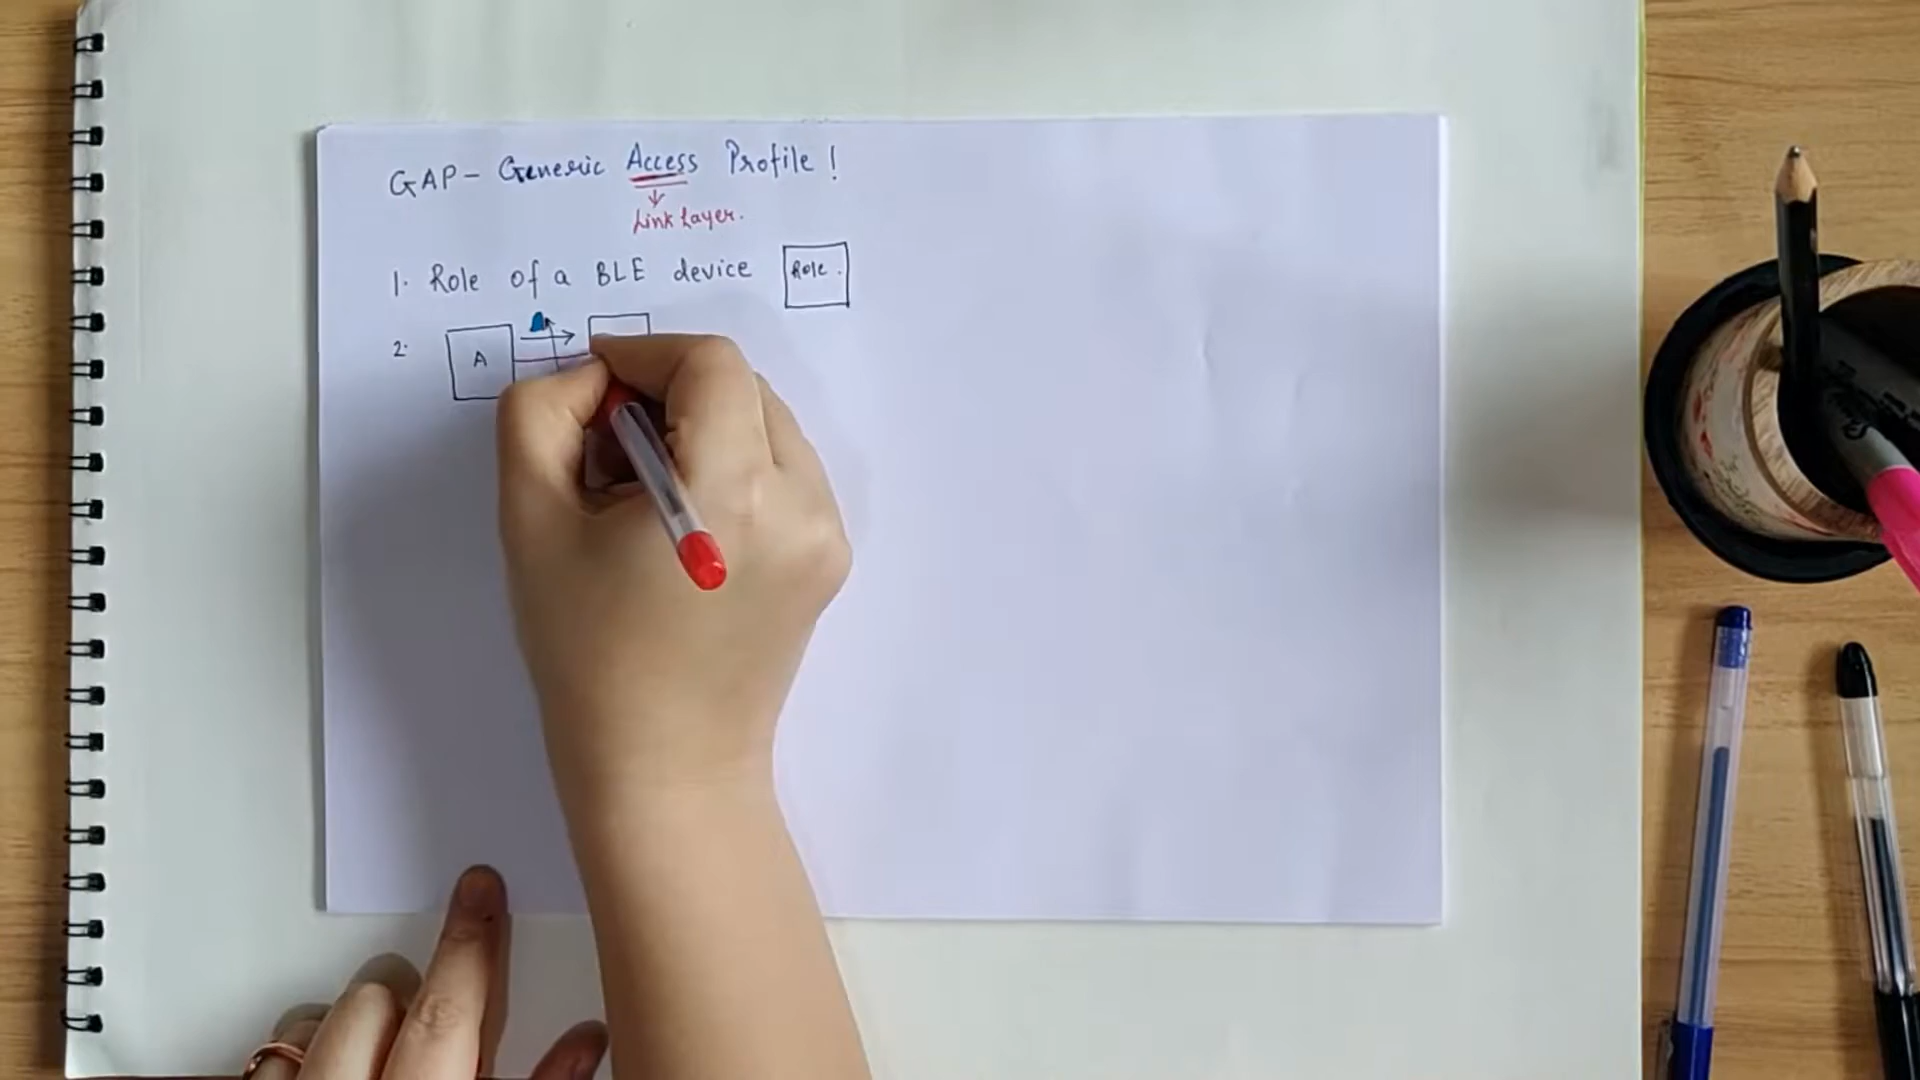 GAP - Generic Access Profile !
Link Layer.
1. Role of a BLE device
Role.
2.
A